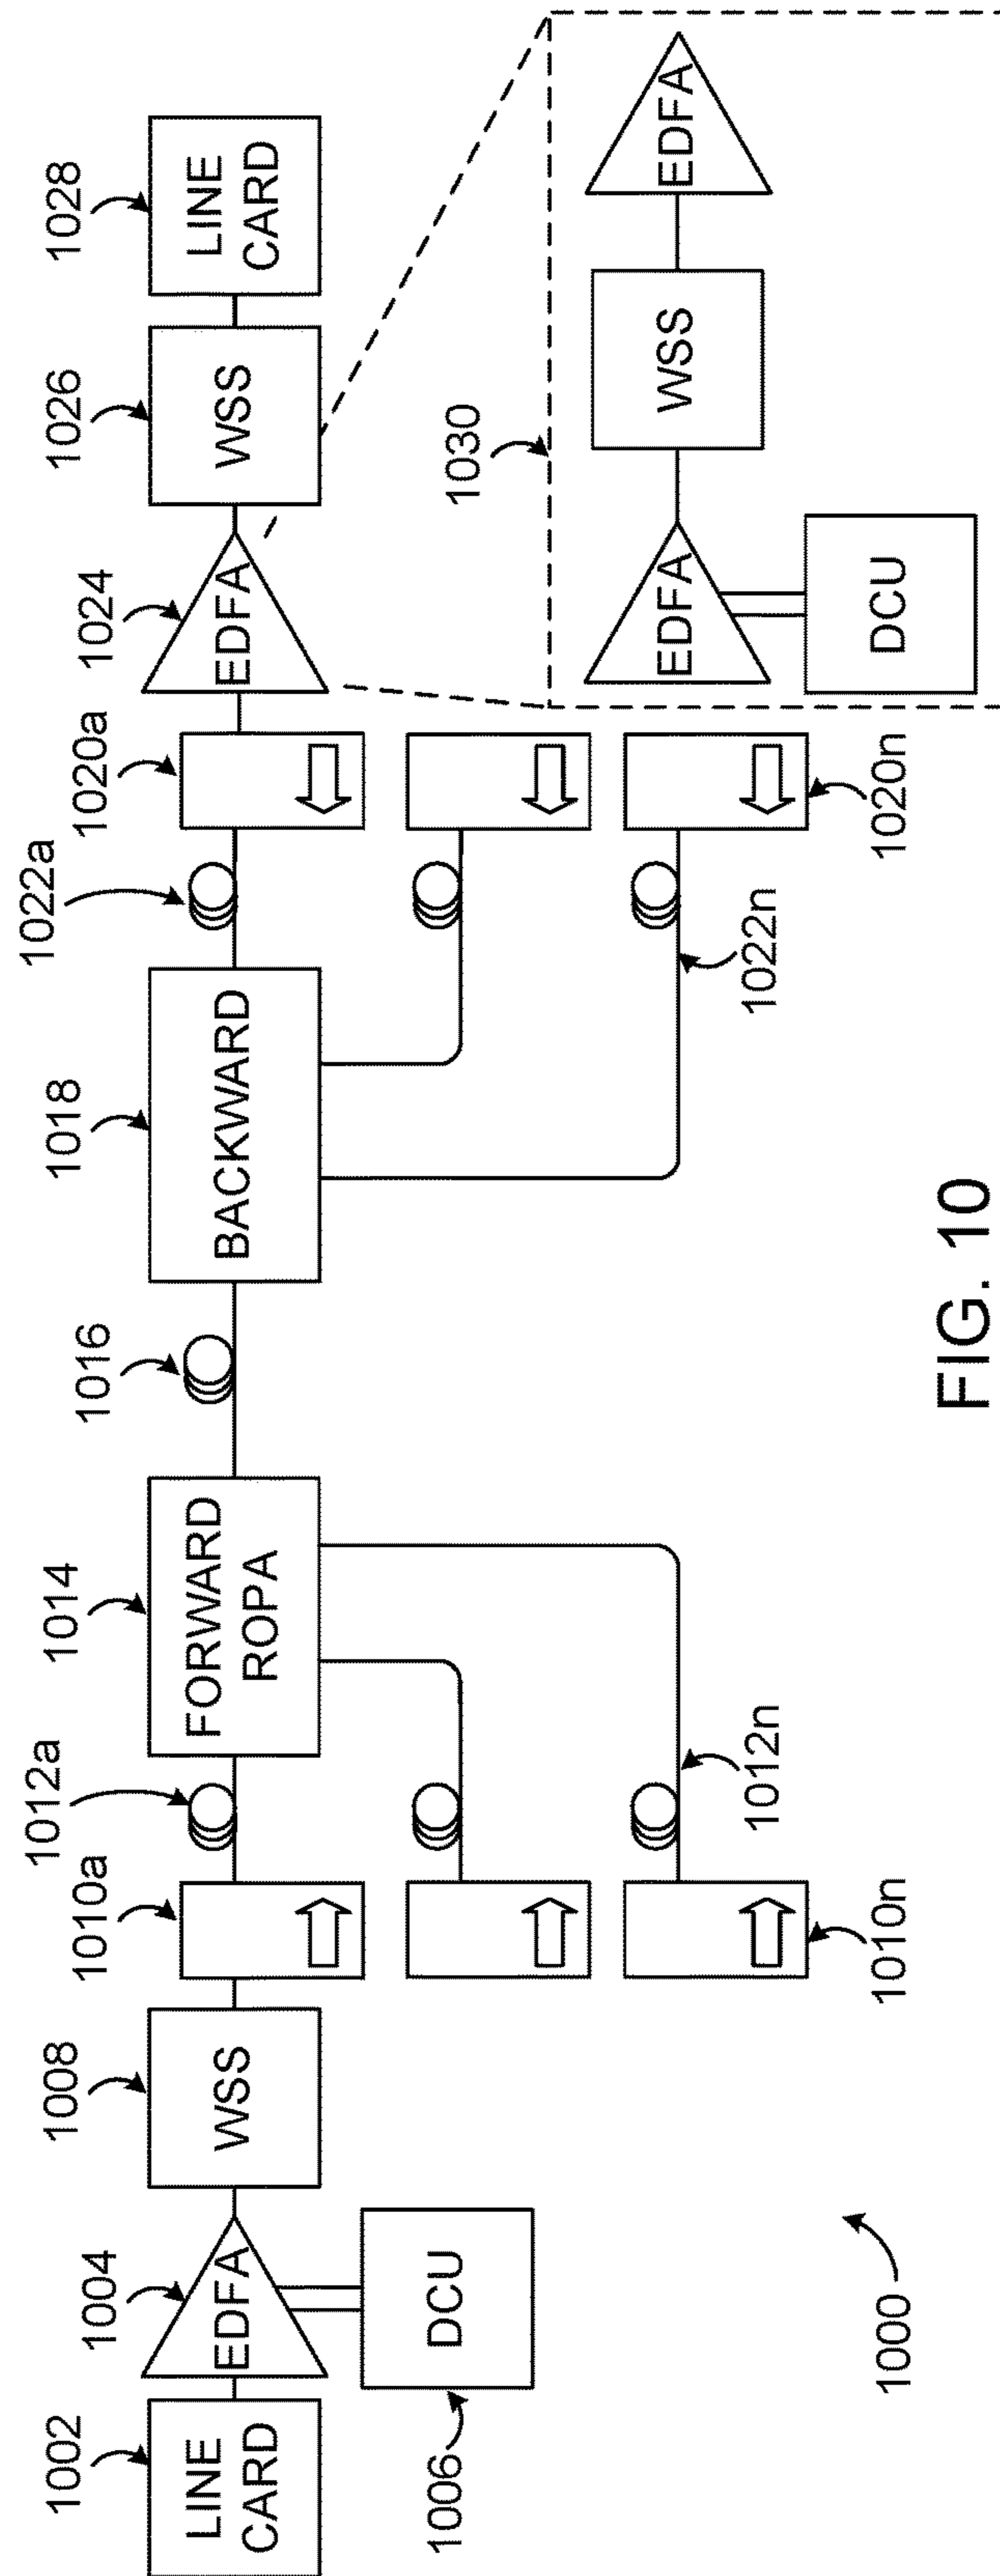 1002
1004
1008
1010a
1012a
1014
1016
1018
1022a
1020a
1024
1026
1028
LINE
CARD
EDFA
WSS
FORWARD
ROPA
BACKWARD
EDFA
WSS
LINE
CARD
1006
DCU
1012n
1010n
1022n
1020n
1030
EDFA
WSS
EDFA
DCU
1000
FIG. 10